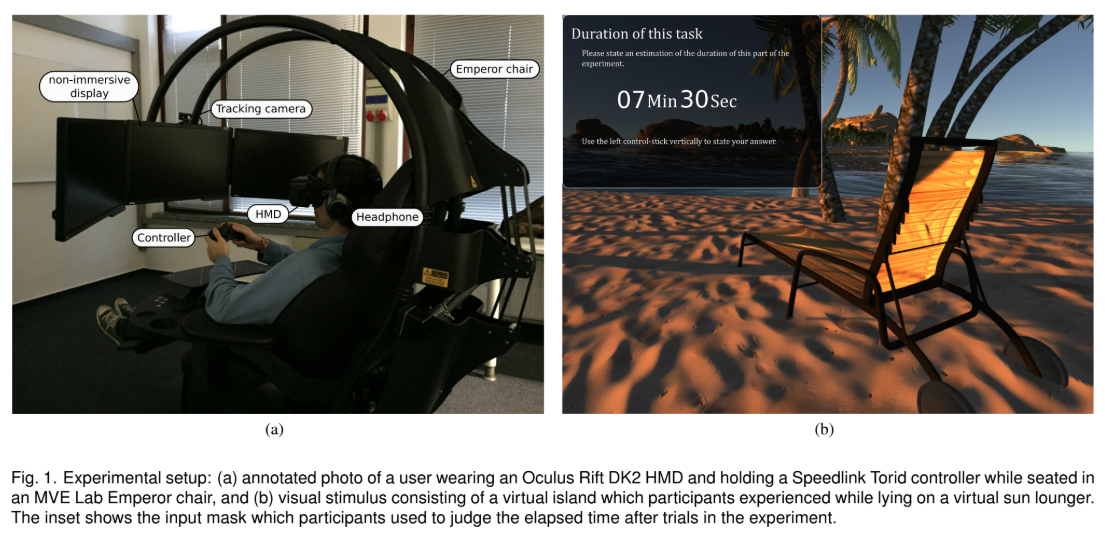 non-immersive
display
Tracking camera
Emperor chair
HMD
Headphone
Controller
Duration of this task
Please state an estimation of the duration of this part of the
experiment.
07 Min 30 Sec
Use the left control-stick vertically to state your answer.
(a)
(b)
Fig. 1. Experimental setup: (a) annotated photo of a user wearing an Oculus Rift DK2 HMD and holding a Speedlink Torid controller while seated in
an MVE Lab Emperor chair, and (b) visual stimulus consisting of a virtual island which participants experienced while lying on a virtual sun lounger.
The inset shows the input mask which participants used to judge the elapsed time after trials in the experiment.